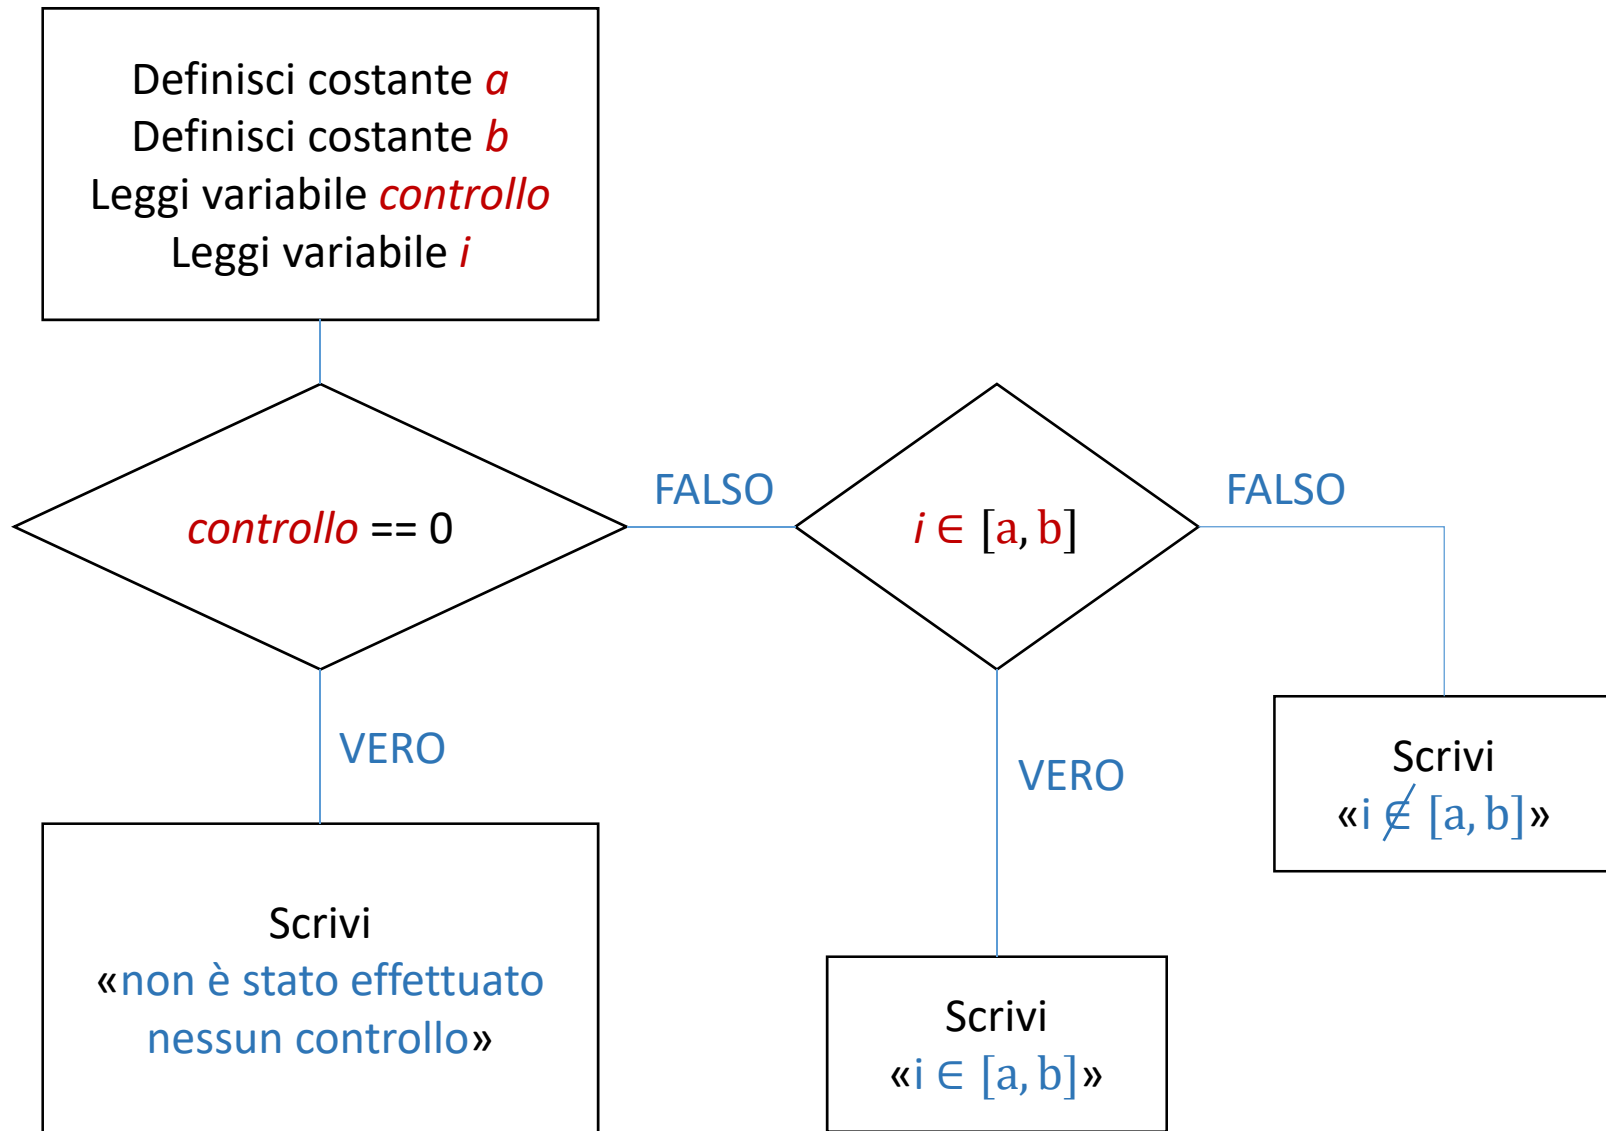 Definisci costante a
Definisci costante b
Leggi variabile controllo
Leggi variabile i
controllo == 0
FALSO
i ∈ [a, b]
FALSO
VERO
VERO
Scrivi
«i ∉ [a, b]»
Scrivi
«non è stato effettuato
nessun controllo»
Scrivi
«i ∈ [a, b]»